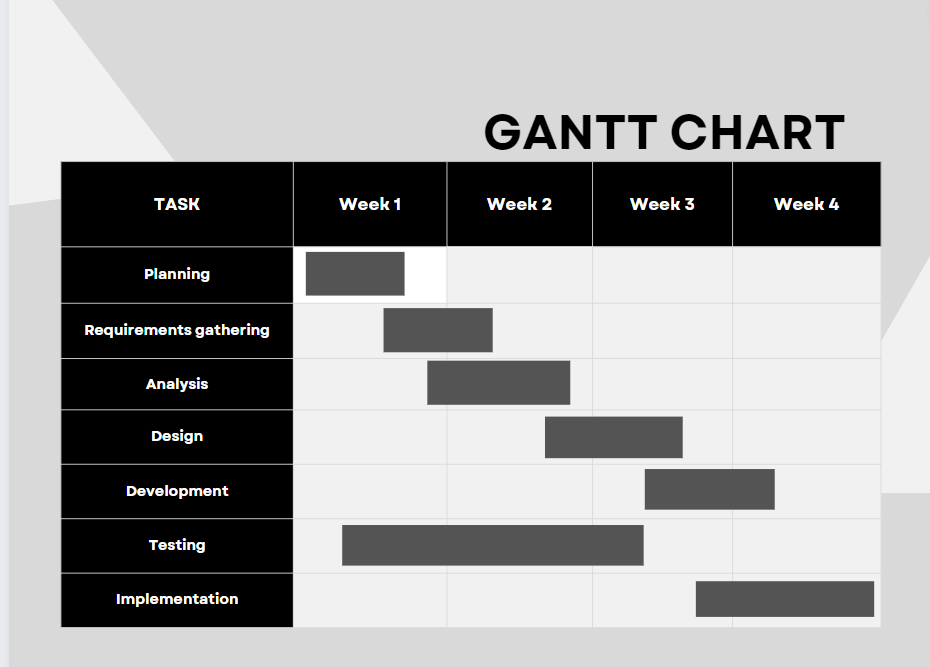 GANTT CHART
TASK Week 1 Week 2 Week 3 Week 4
Planning
Requirements gathering
Analysis
Design
Development
Testing
Implementation